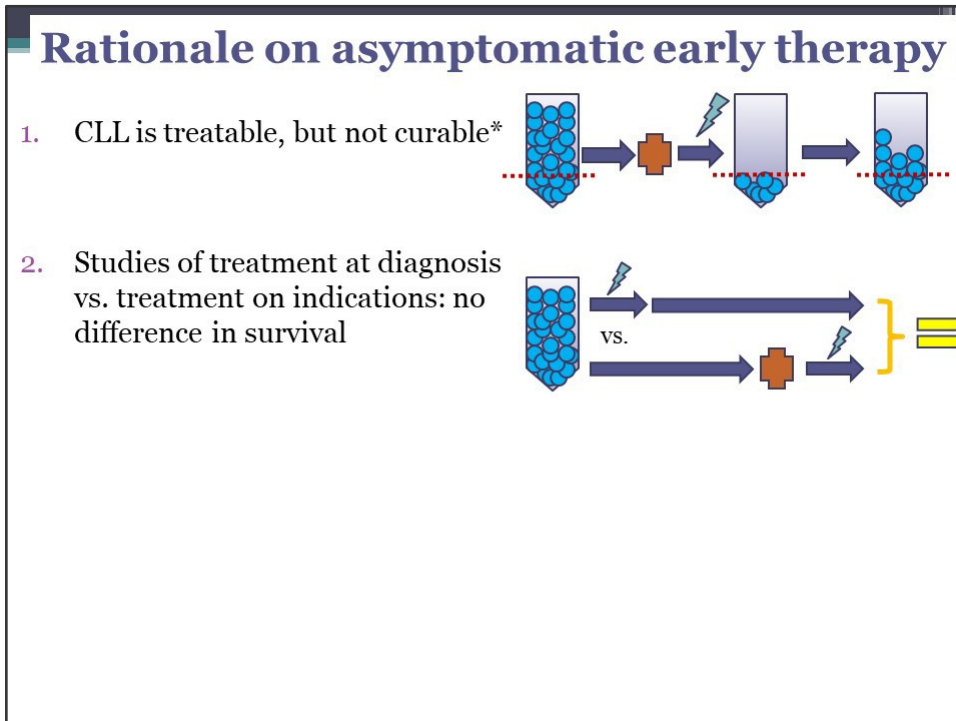 Rationale on asymptomatic early therapy
1. CLL is treatable, but not curable*
2. Studies of treatment at diagnosis
vs. treatment on indications: no
difference in survival
vs.